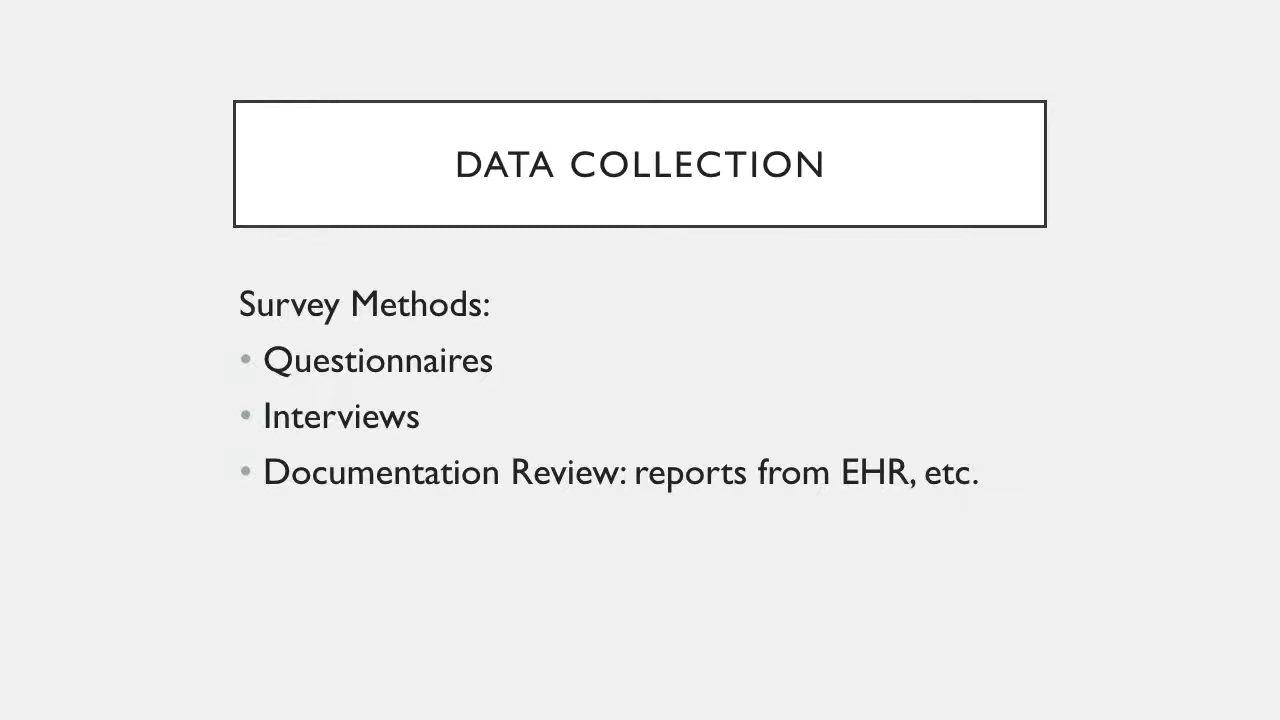 DATA COLLECTION
Survey Methods:
• Questionnaires
• Interviews
• Documentation Review: reports from EHR, etc.